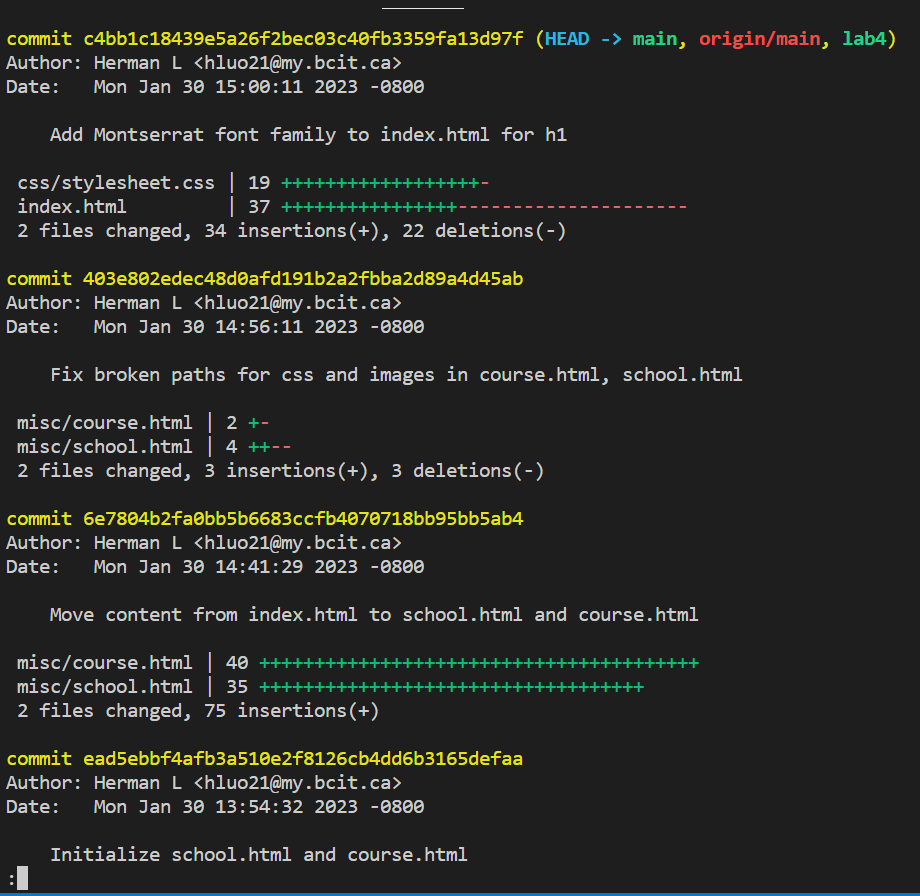 commit c4bb1c18439e5a26f2bec03c40fb3359fa13d97f (HEAD -> main, origin/main, lab4)
Author: Herman L <hluo21@my.bcit.ca>
Date:   Mon Jan 30 15:00:11 2023 -0800
    Add Montserrat font family to index.html for h1
 css/stylesheet.css | 19 ++++++++++++++++++-
 index.html         | 37 ++++++++++++++++---------------------
 2 files changed, 34 insertions(+), 22 deletions(-)
commit 403e802edec48d0afd191b2a2fbba2d89a4d45ab
Author: Herman L <hluo21@my.bcit.ca>
Date:   Mon Jan 30 14:56:11 2023 -0800
    Fix broken paths for css and images in course.html, school.html
 misc/course.html | 2 +-
 misc/school.html | 4 ++--
 2 files changed, 3 insertions(+), 3 deletions(-)
commit 6e7804b2fa0bb5b6683ccfb4070718bb95bb5ab4
Author: Herman L <hluo21@my.bcit.ca>
Date:   Mon Jan 30 14:41:29 2023 -0800
    Move content from index.html to school.html and course.html
 misc/course.html | 40 ++++++++++++++++++++++++++++++++++++++++
 misc/school.html | 35 +++++++++++++++++++++++++++++++++++
 2 files changed, 75 insertions(+)
commit ead5ebbf4afb3a510e2f8126cb4dd6b3165defaa
Author: Herman L <hluo21@my.bcit.ca>
Date:   Mon Jan 30 13:54:32 2023 -0800
    Initialize school.html and course.html
: